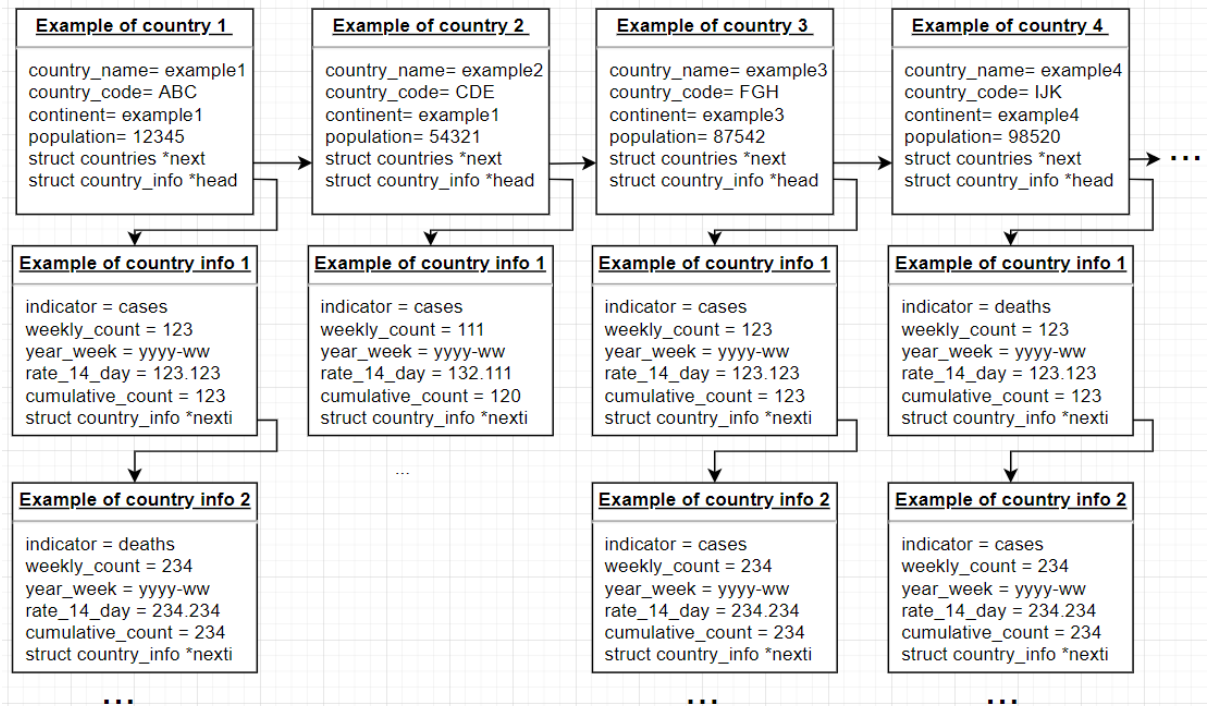 Example of country 1
country_name= example1
country_code= ABC
continent= example1
population= 12345
struct countries *next
struct country_info *head
Example of country 2
country_name= example2
country_code= CDE
continent= example1
population= 54321
struct countries *next
struct country_info *head
Example of country 3
country_name= example3
country_code= FGH
continent= example3
population= 87542
struct countries *next
struct country_info *head
Example of country 4
country_name= example4
country_code= IJK
continent= example4
population= 98520
struct countries *next
struct country_info *head
...
Example of country info 1
indicator = cases
weekly_count = 123
year_week = yyyy-ww
rate_14_day = 123.123
cumulative_count = 123
struct country_info *nexti
Example of country info 1
indicator = cases
weekly_count = 111
year_week = yyyy-ww
rate_14_day = 132.111
cumulative_count = 120
struct country_info *nexti
...
Example of country info 1
indicator = cases
weekly_count = 123
year_week = yyyy-ww
rate_14_day = 123.123
cumulative_count = 123
struct country_info *nexti
Example of country info 1
indicator = deaths
weekly_count = 123
year_week = yyyy-ww
rate_14_day = 123.123
cumulative_count = 123
struct country_info *nexti
Example of country info 2
indicator = deaths
weekly_count = 234
year_week = yyyy-ww
rate_14_day = 234.234
cumulative_count = 234
struct country_info *nexti
...
Example of country info 2
indicator = cases
weekly_count = 234
year_week = yyyy-ww
rate_14_day = 234.234
cumulative_count = 234
struct country_info *nexti
...
Example of country info 2
indicator = cases
weekly_count = 234
year_week = yyyy-ww
rate_14_day = 234.234
cumulative_count = 234
struct country_info *nexti
...